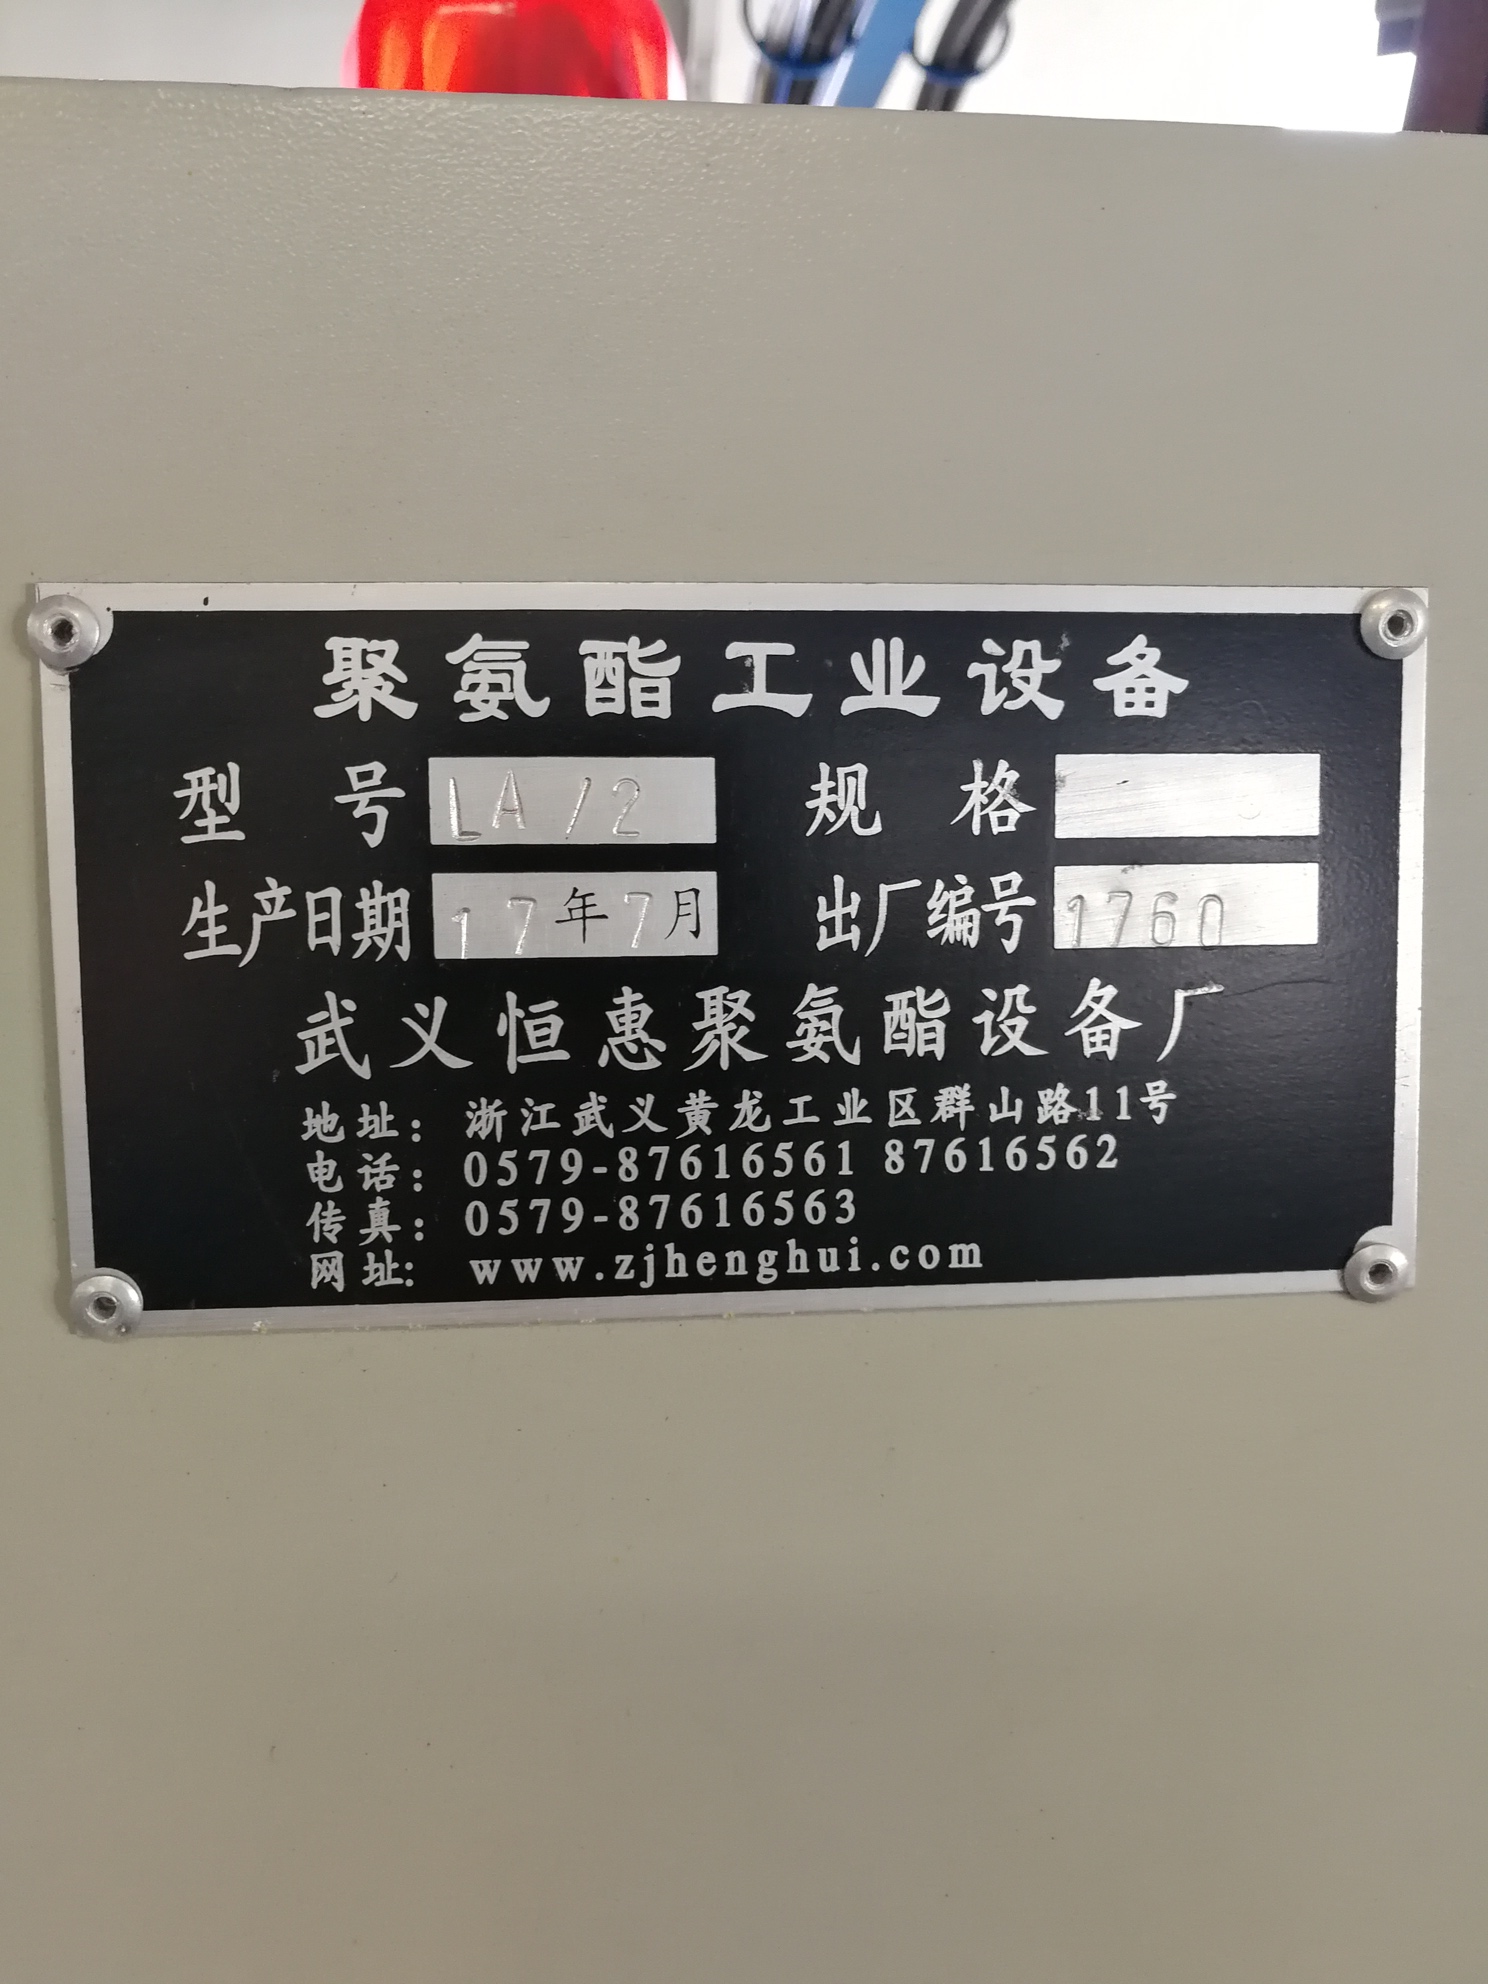 聚氨酯工业设备
型号 LA/2 规格
生产日期 17年7月 出厂编号 1760
武义恒惠聚氨酯设备厂
地址：浙江武义黄龙工业区群山路11号
电话：0579-87616561 87616562
传真：0579-87616563
网址：www.zjhenghui.com